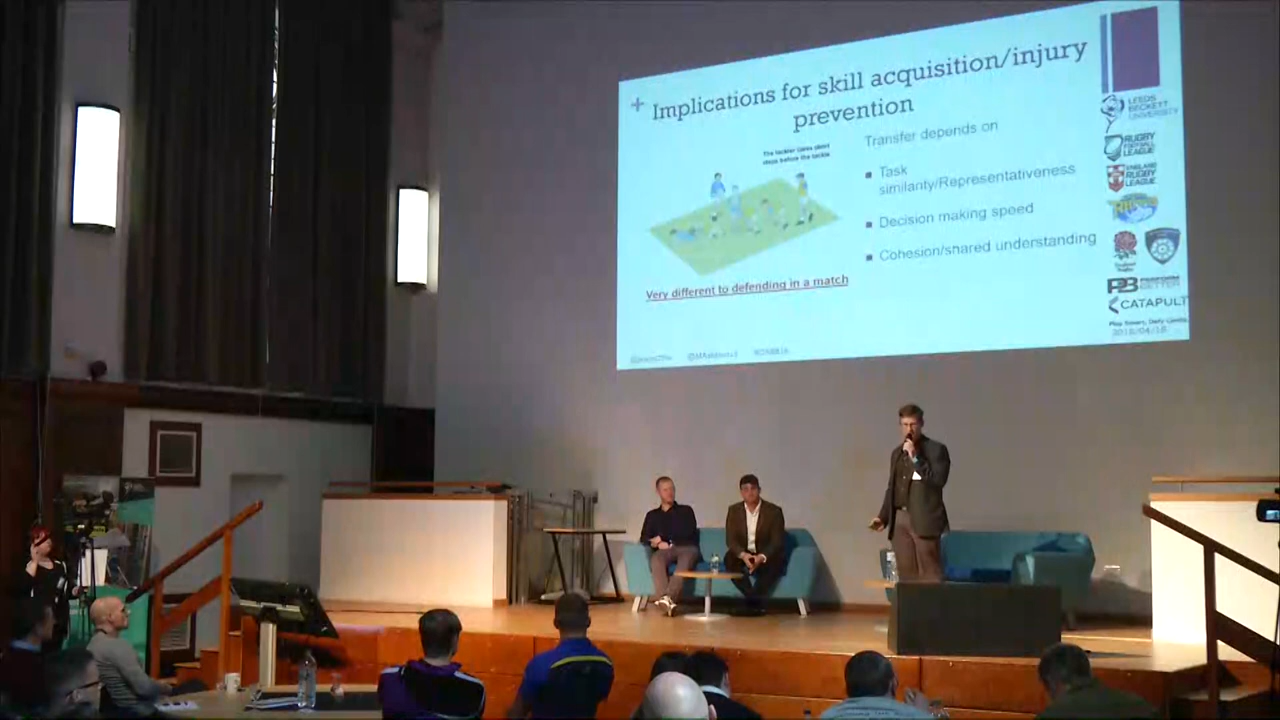 + Implications for skill acquisition/injury
prevention
The tackler takes short
steps before the tackle
Transfer depends on
Task
similarity/Representativeness
Decision making speed
Cohesion/shared understanding
Very different to defending in a match
LEEDS
BECKETT
UNIVERSITY
RUGBY
FOOTBALL
LEAGUE
ENGLAND
RUGBY
LEAGUE
CATAPULT